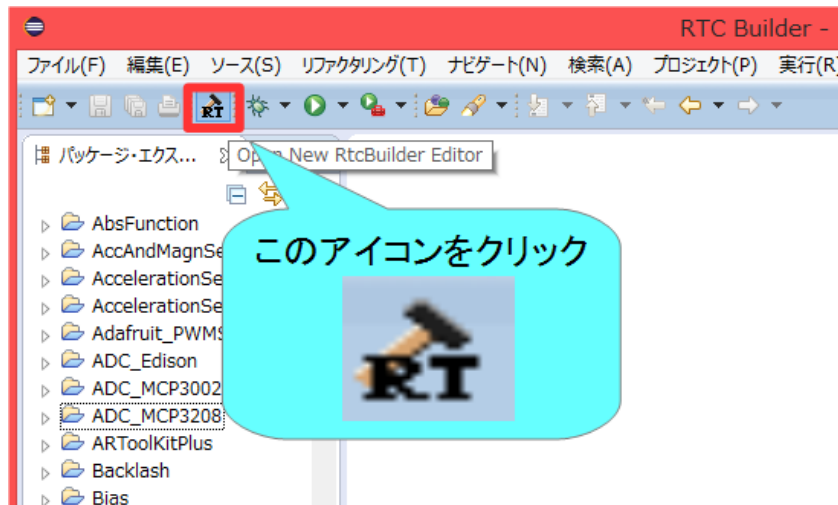 RTC Builder -
ファイル(F) 編集(E) ソース(S) リファクタリング(T) ナビゲート(N) 検索(A) プロジェクト(P) 実行(R)
RT
パッケージ・エクス...
New RtcBuilder Editor
AbsFunction
このアイコンをクリック
AccAndMagnSe
AccelerationSe
AccelerationSe
RT
Adafruit_PWMS
ADC_Edison
ADC_MCP3002
ADC_MCP3208
ARToolKitPlus
Backlash
Bias